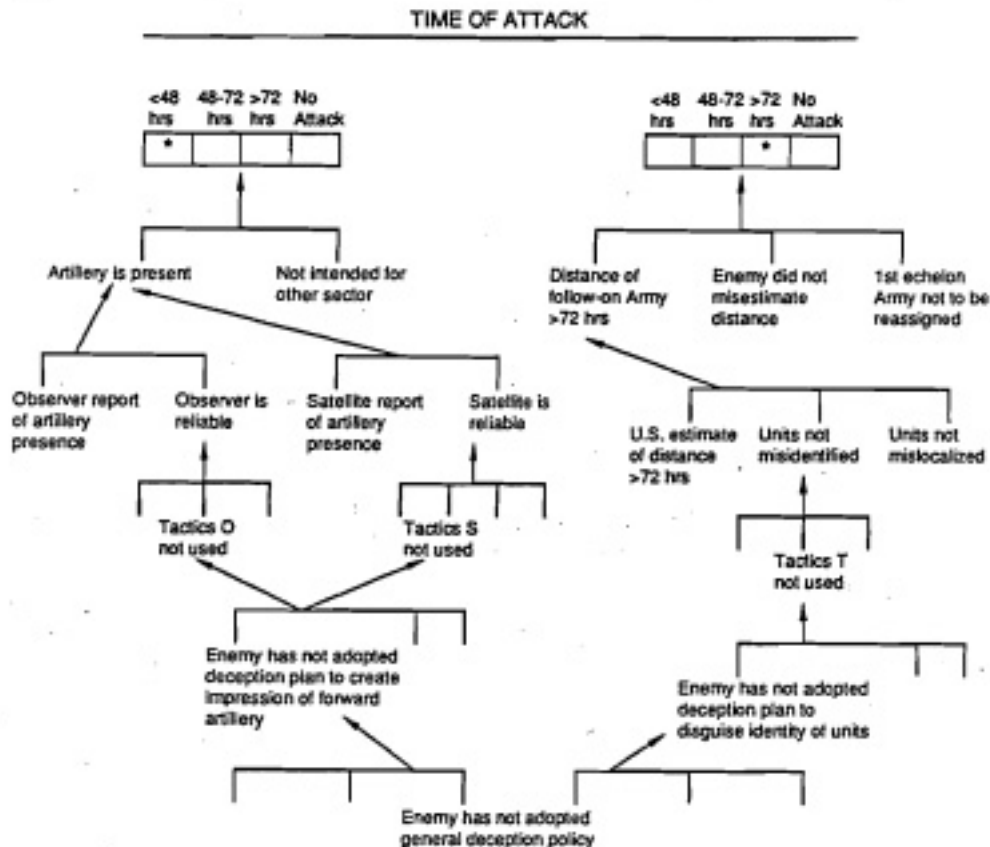 TIME OF ATTACK
<48 48-72 >72 No
hrs hrs hrs Attack
*
<48 48-72 >72 No
hrs hrs hrs Attack
*
Artillery is present
Not intended for
other sector
Distance of
follow-on Army
>72 hrs
Enemy did not
misestimate
distance
1st echelon
Army not to be
reassigned
Observer report
of artillery
presence
Observer is
reliable
Satellite report
of artillery
presence
Satellite is
reliable
U.S. estimate
of distance
>72 hrs
Units not
misidentified
Units not
mislocalized
Tactics O
not used
Tactics S
not used
Tactics T
not used
Enemy has not adopted
deception plan to create
impression of forward
artillery
Enemy has not adopted
deception plan to
disguise identity of units
Enemy has not adopted
general deception policy